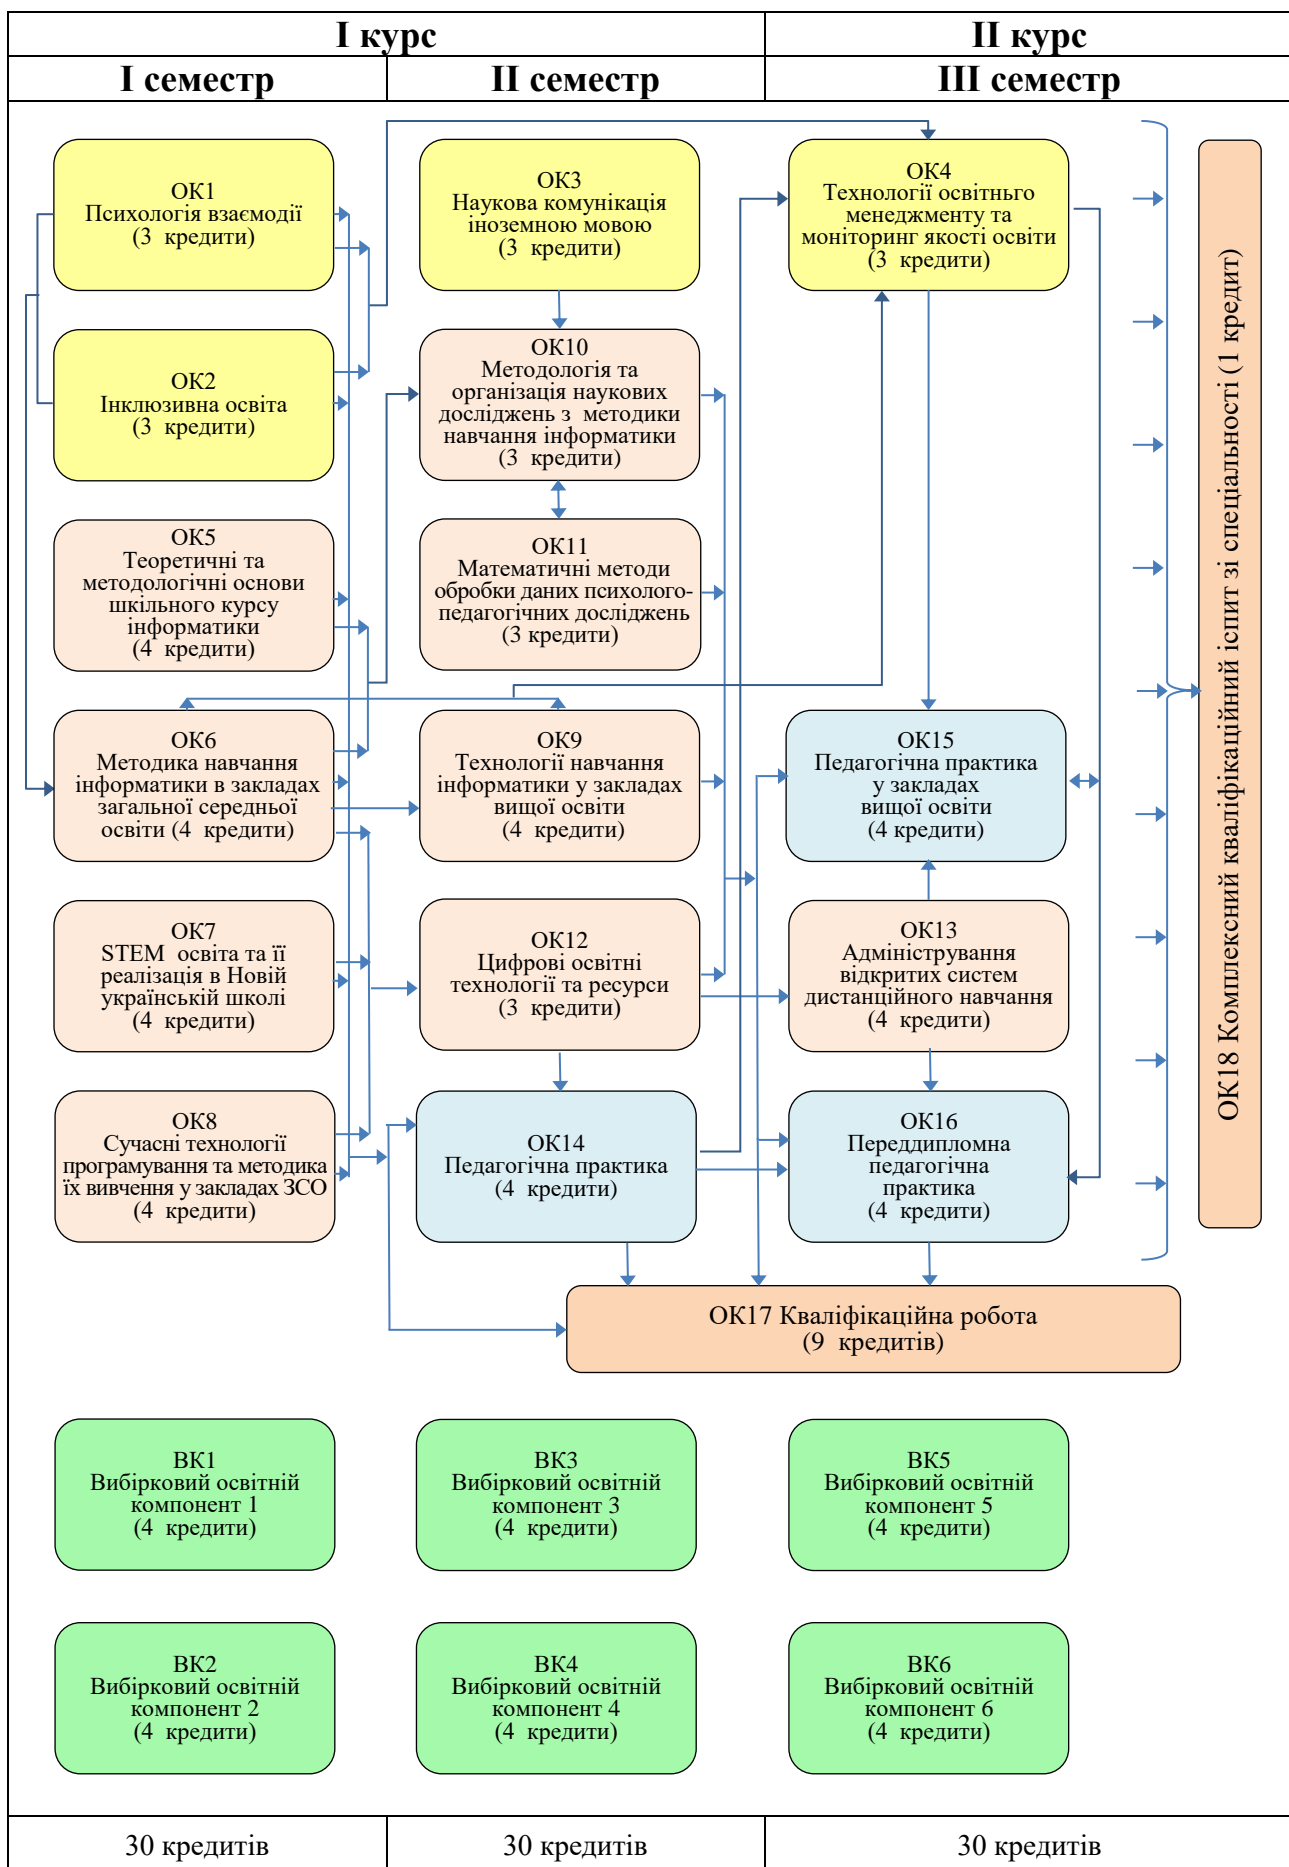 І курс
ІІ курс
І семестр
ІІ семестр
ІІІ семестр
ОК1
Психологія взаємодії
(3 кредити)
ОК2
Інклюзивна освіта
(3 кредити)
ОК5
Теоретичні та
методологічні основи
шкільного курсу
інформатики
(4 кредити)
ОК6
Методика навчання
інформатики в закладах
загальної середньої
освіти (4 кредити)
ОК7
STEM освіта та її
реалізація в Новій
українській школі
(4 кредити)
ОК8
Сучасні технології
програмування та методика
їх вивчення у закладах ЗСО
(4 кредити)
ОК3
Наукова комунікація
іноземною мовою
(3 кредити)
ОК10
Методологія та
організація наукових
досліджень з методики
навчання інформатики
(3 кредити)
ОК11
Математичні методи
обробки даних психолого-
педагогічних досліджень
(3 кредити)
ОК9
Технології навчання
інформатики у закладах
вищої освіти
(4 кредити)
ОК12
Цифрові освітні
технології та ресурси
(3 кредити)
ОК14
Педагогічна практика
(4 кредити)
ОК4
Технології освітнього
менеджменту та
моніторинг якості освіти
(3 кредити)
ОК15
Педагогічна практика
у закладах
вищої освіти
(4 кредити)
ОК13
Адміністрування
відкритих систем
дистанційного навчання
(4 кредити)
ОК16
Переддипломна
педагогічна
практика
(4 кредити)
ОК18 Комплексний кваліфікаційний іспит зі спеціальності (1 кредит)
ОК17 Кваліфікаційна робота
(9 кредитів)
ВК1
Вибірковий освітній
компонент 1
(4 кредити)
ВК3
Вибірковий освітній
компонент 3
(4 кредити)
ВК5
Вибірковий освітній
компонент 5
(4 кредити)
ВК2
Вибірковий освітній
компонент 2
(4 кредити)
ВК4
Вибірковий освітній
компонент 4
(4 кредити)
ВК6
Вибірковий освітній
компонент 6
(4 кредити)
30 кредитів
30 кредитів
30 кредитів